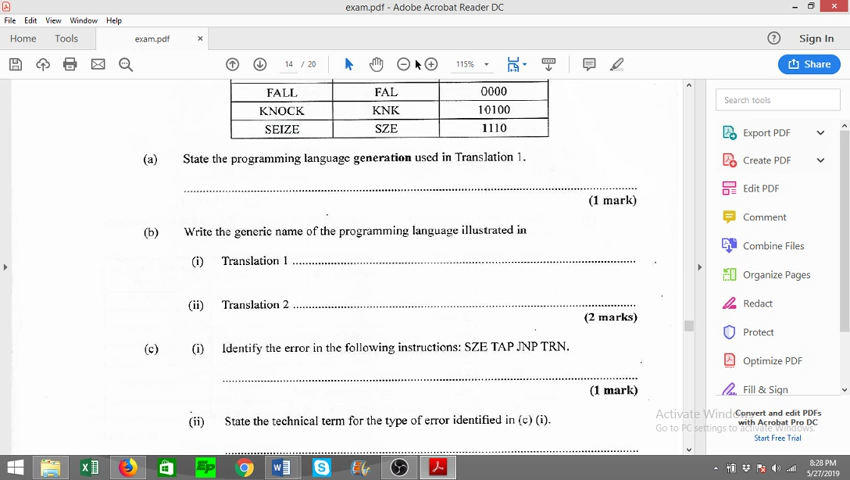 exam.pdf - Adobe Acrobat Reader DC
File Edit View Window Help
Home Tools exam.pdf × Sign In
14 / 20 115% Share
FALL FAL 0000
KNOCK KNK 10100
SEIZE SZE 1110
(a) State the programming language generation used in Translation 1.
(1 mark)
(b) Write the generic name of the programming language illustrated in
(i) Translation 1
(ii) Translation 2
(2 marks)
(c) (i) Identify the error in the following instructions: SZE TAP JNP TRN.
(1 mark)
(ii) State the technical term for the type of error identified in (c) (i).
Search tools
Export PDF
Create PDF
Edit PDF
Comment
Combine Files
Organize Pages
Redact
Protect
Optimize PDF
Fill & Sign
Convert and edit PDFs
with Acrobat Pro DC
Start Free Trial
Activate Windows
Go to PC settings to activate Windows.
8:28 PM
5/27/2019